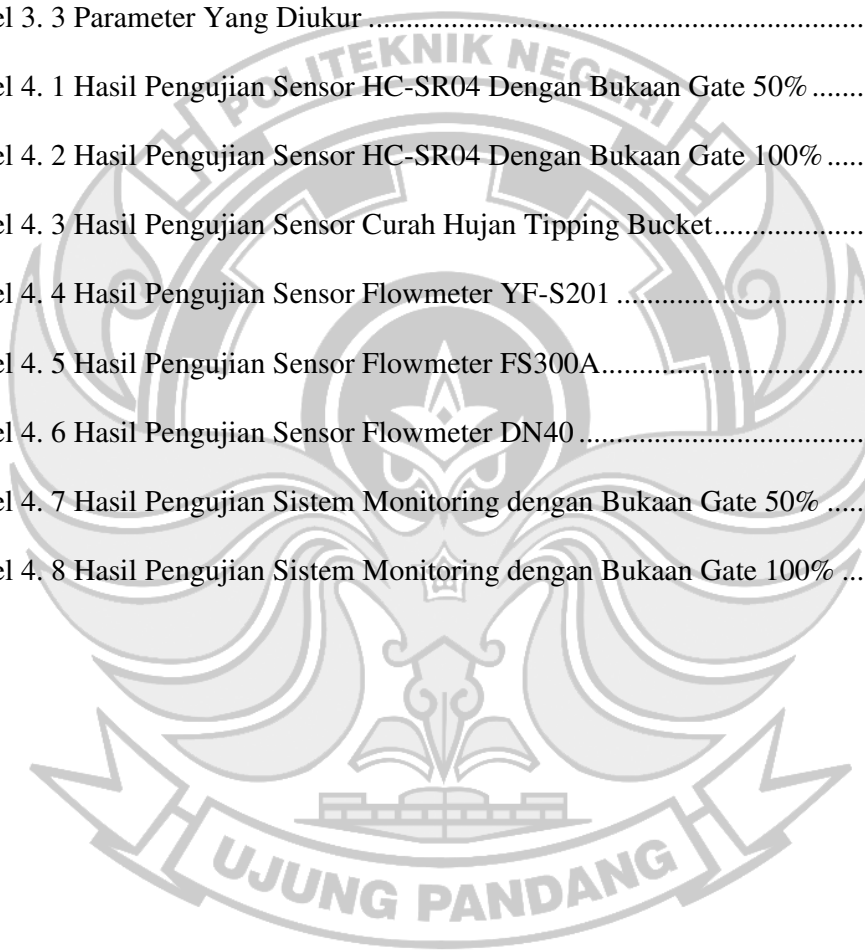 el 3. 3 Parameter Yang Diukur ....................................................................
el 4. 1 Hasil Pengujian Sensor HC-SR04 Dengan Bukaan Gate 50% .......
el 4. 2 Hasil Pengujian Sensor HC-SR04 Dengan Bukaan Gate 100% .....
el 4. 3 Hasil Pengujian Sensor Curah Hujan Tipping Bucket.....................
el 4. 4 Hasil Pengujian Sensor Flowmeter YF-S201 ..................................
el 4. 5 Hasil Pengujian Sensor Flowmeter FS300A....................................
el 4. 6 Hasil Pengujian Sensor Flowmeter DN40 .......................................
el 4. 7 Hasil Pengujian Sistem Monitoring dengan Bukaan Gate 50% .....
el 4. 8 Hasil Pengujian Sistem Monitoring dengan Bukaan Gate 100% ...
POLITEKNIK NEGERI
UJUNG PANDANG